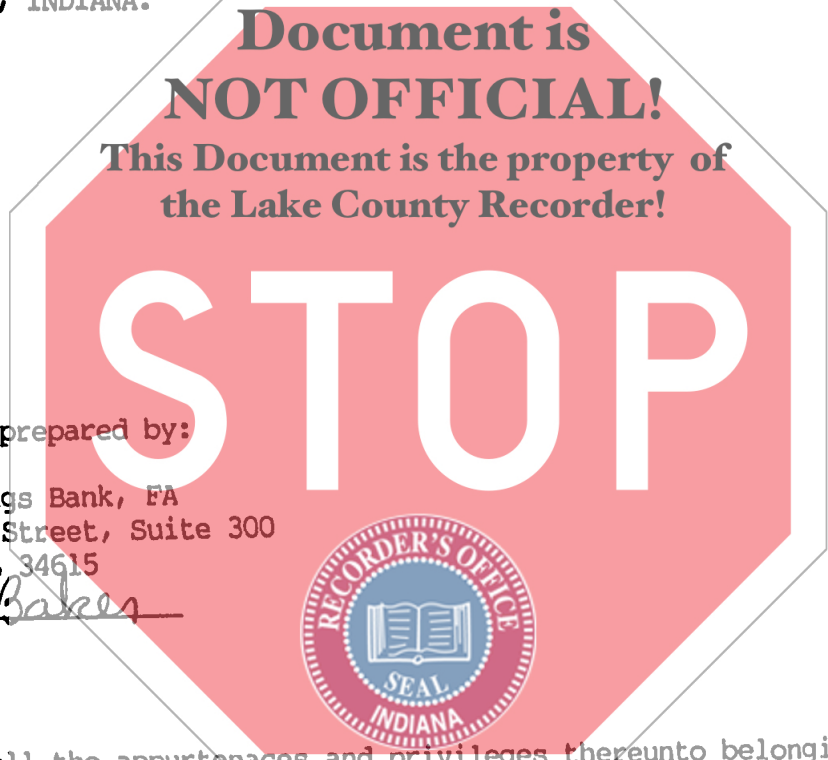 INDIANA.
Document is
NOT OFFICIAL!
This Document is the property of
the Lake County Recorder!
STOP
prepared by:
gs Bank, FA
Street, Suite 300
34615
RECORDER'S OFFICE
SEAL
INDIANA
the appurtenaces and privileges thereunto belongi